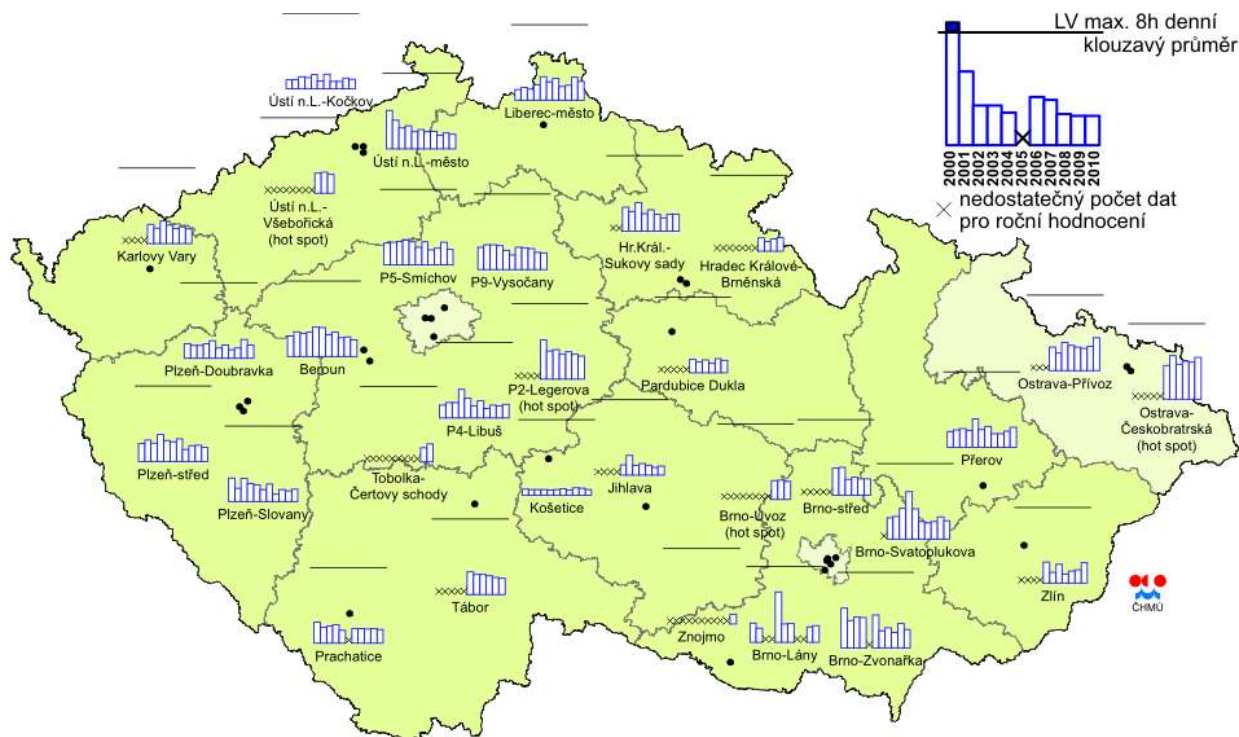 LV max. 8h denní
klouzavý průměr
2000
2001
2002
2003
2004
2005
2006
2007
2008
2009
2010
nedostatečný počet dat
pro roční hodnocení
Ústí n.L.-Kočkov
Liberec-město
Ústí n.L.-město
Ústí n.L.-
Všebořická
(hot spot)
Karlovy Vary
P5-Smíchov
P9-Vysočany
Hr.Král.-
Sukovy sady
Hradec Králové-
Brněnská
Plzeň-Doubravka
Beroun
P2-Legerova
(hot spot)
Pardubice Dukla
Ostrava-Přívoz
Ostrava-
Českobratrská
(hot spot)
P4-Libuš
Plzeň-střed
Tobolka-
Čertovy schody
Plzeň-Slovany
Košetice
Jihlava
Brno-Úvoz
(hot spot)
Brno-střed
Přerov
Brno-Svatoplukova
Zlín
ČHMÚ
Tábor
Prachatice
Znojmo
Brno-Lány
Brno-Zvonařka